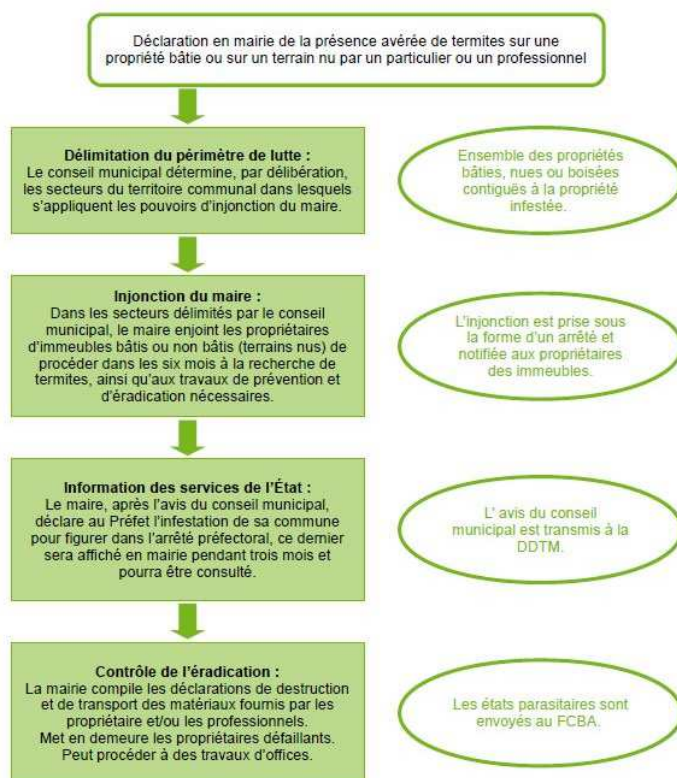 Déclaration en mairie de la présence avérée de termites sur une
propriété bâtie ou sur un terrain nu par un particulier ou un professionnel
Délimitation du périmètre de lutte :
Le conseil municipal détermine, par délibération,
les secteurs du territoire communal dans lesquels
s'appliquent les pouvoirs d'injonction du maire.
Ensemble des propriétés
bâties, nues ou boisées
contiguës à la propriété
infestée.
Injonction du maire :
Dans les secteurs délimités par le conseil
municipal, le maire enjoint les propriétaires
d'immeubles bâtis ou non bâtis (terrains nus) de
procéder dans les six mois à la recherche de
termites, ainsi qu'aux travaux de prévention et
d'éradication nécessaires.
L'injonction est prise sous
la forme d'un arrêté et
notifiée aux propriétaires
des immeubles.
Information des services de l'État :
Le maire, après l'avis du conseil municipal,
déclare au Préfet l'infestation de sa commune
pour figurer dans l'arrêté préfectoral, ce dernier
sera affiché en mairie pendant trois mois et
pourra être consulté.
L' avis du conseil
municipal est transmis à la
DDTM.
Contrôle de l'éradication :
La mairie compile les déclarations de destruction
et de transport des matériaux fournis par les
propriétaire et/ou les professionnels.
Met en demeure les propriétaires défaillants.
Peut procéder à des travaux d'offices.
Les états parasitaires sont
envoyés au FCBA.